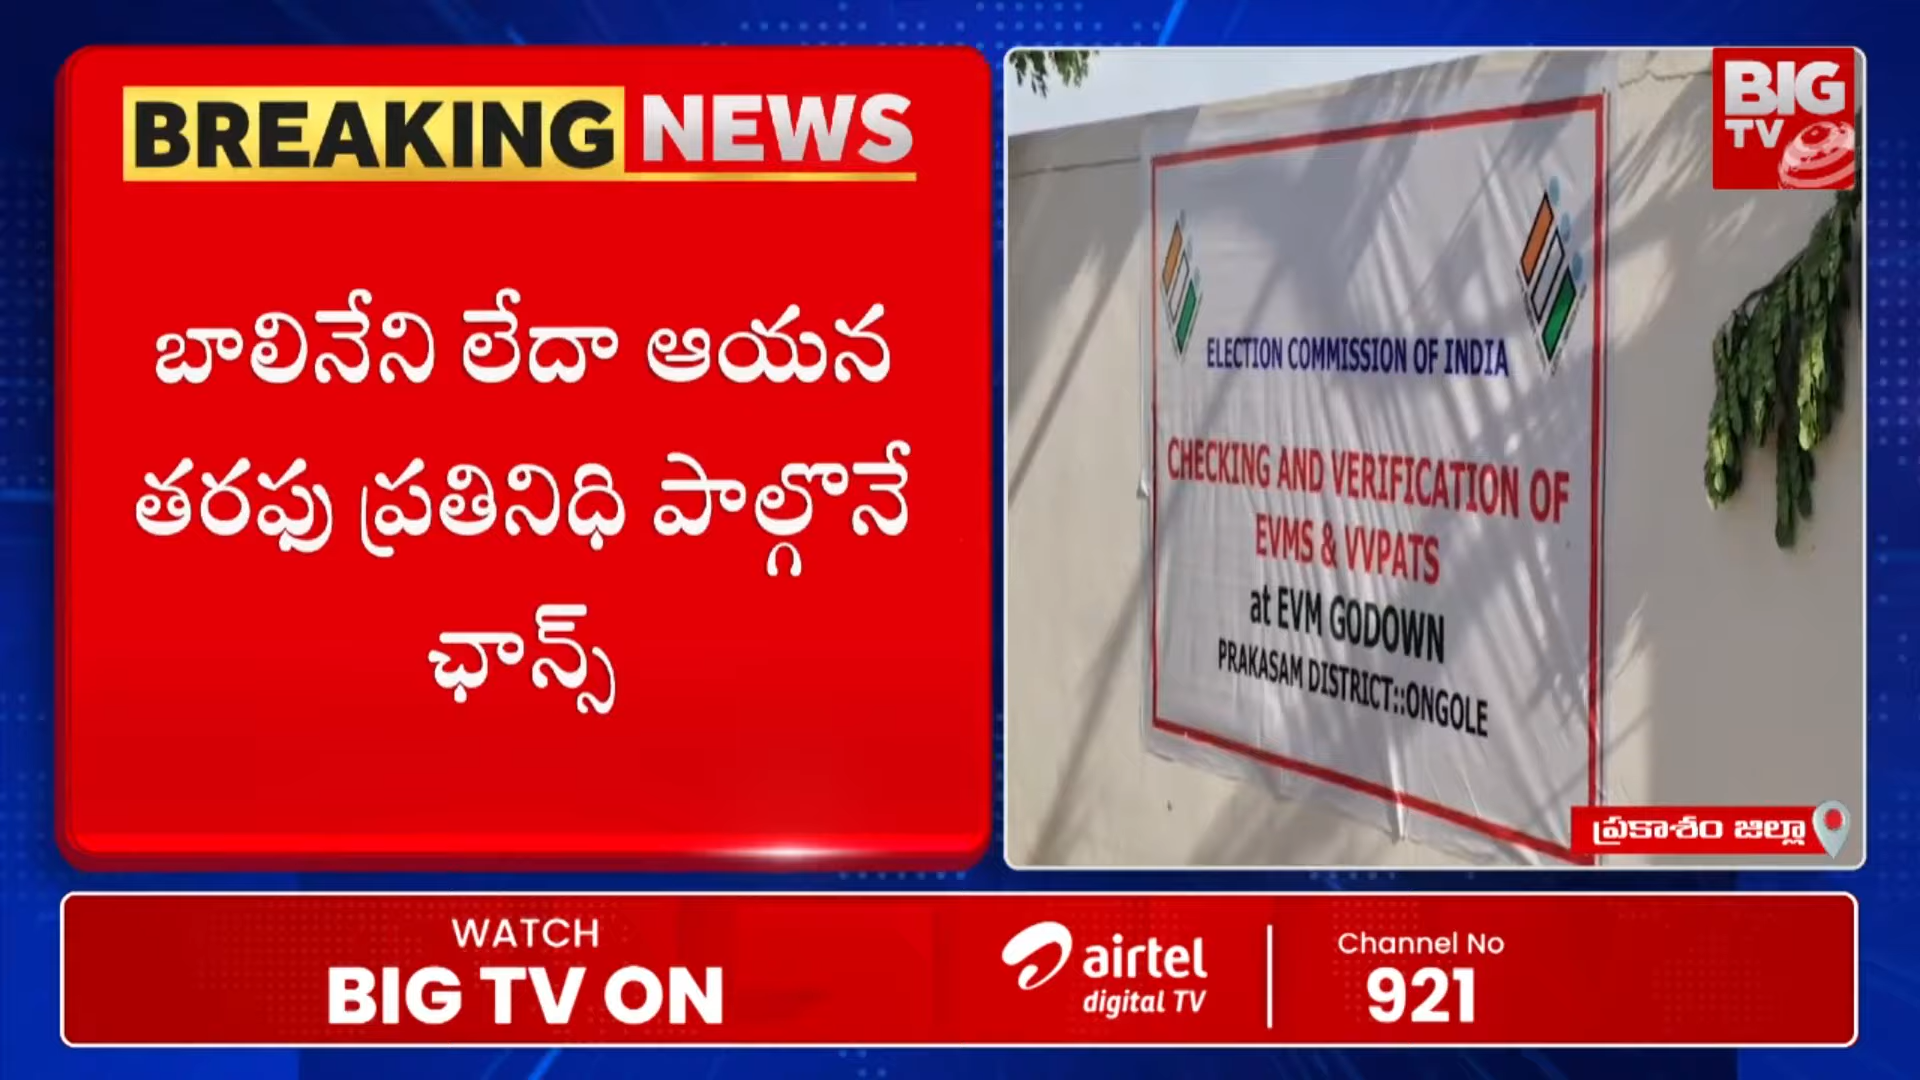 BREAKING NEWS
బాలినేని లేదా ఆయన
తరఫు ప్రతినిధి పాల్గొనే
ఛాన్స్
BIG
TV
ELECTION COMMISSION OF INDIA
CHECKING AND VERIFICATION OF
EVMS & VVPATS
at EVM GODOWN
PRAKASAM DISTRICT::ONGOLE
ప్రకాశం జిల్లా
WATCH
BIG TV ON
airtel
digital TV
Channel No
921